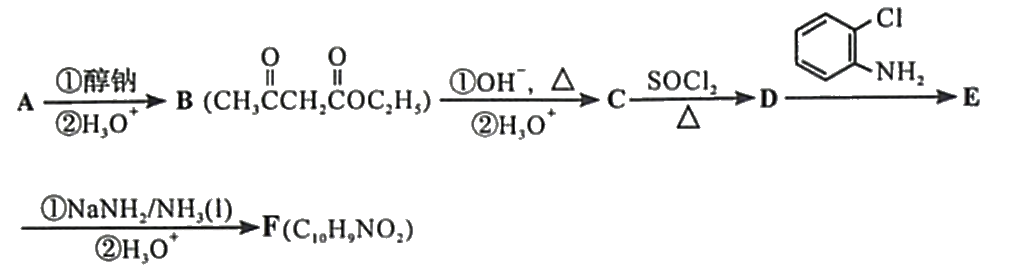 A ①醇钠 ②H₃O⁺ B (CH₃CCH₂COC₂H₅) O O ①OH⁻, △ ②H₃O⁺ C SOCl₂ △ D Cl NH₂ E
①NaNH₂/NH₃(l) ②H₃O⁺ F(C₁₀H₉NO₂)